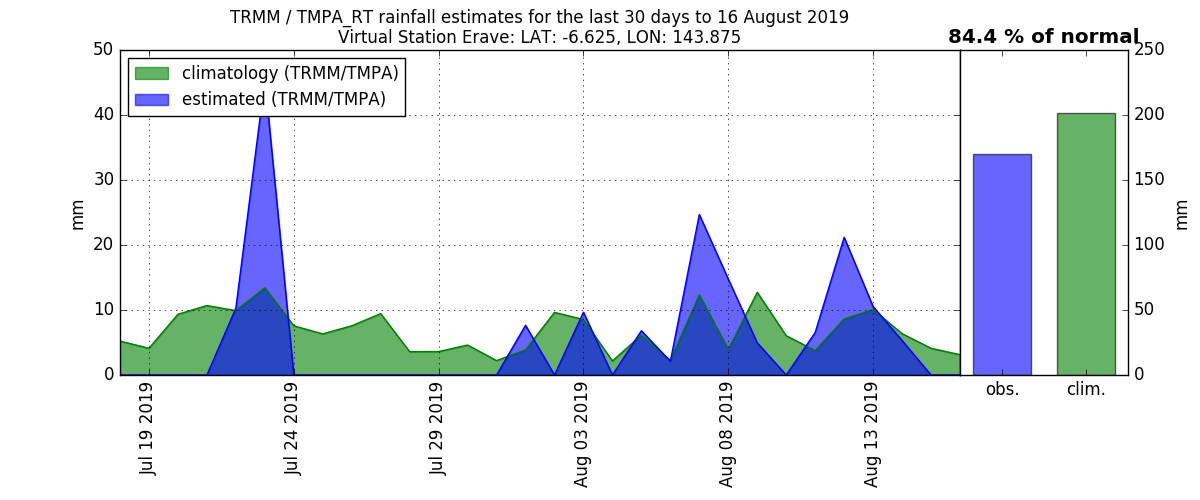 TRMM / TMPA_RT rainfall estimates for the last 30 days to 16 August 2019
Virtual Station Erave: LAT: -6.625, LON: 143.875
84.4 % of normal
climatology (TRMM/TMPA)
estimated (TRMM/TMPA)
50
40
30
20
10
0
mm
Jul 19 2019
Jul 24 2019
Jul 29 2019
Aug 03 2019
Aug 08 2019
Aug 13 2019
obs.
clim.
250
200
150
100
50
0
mm